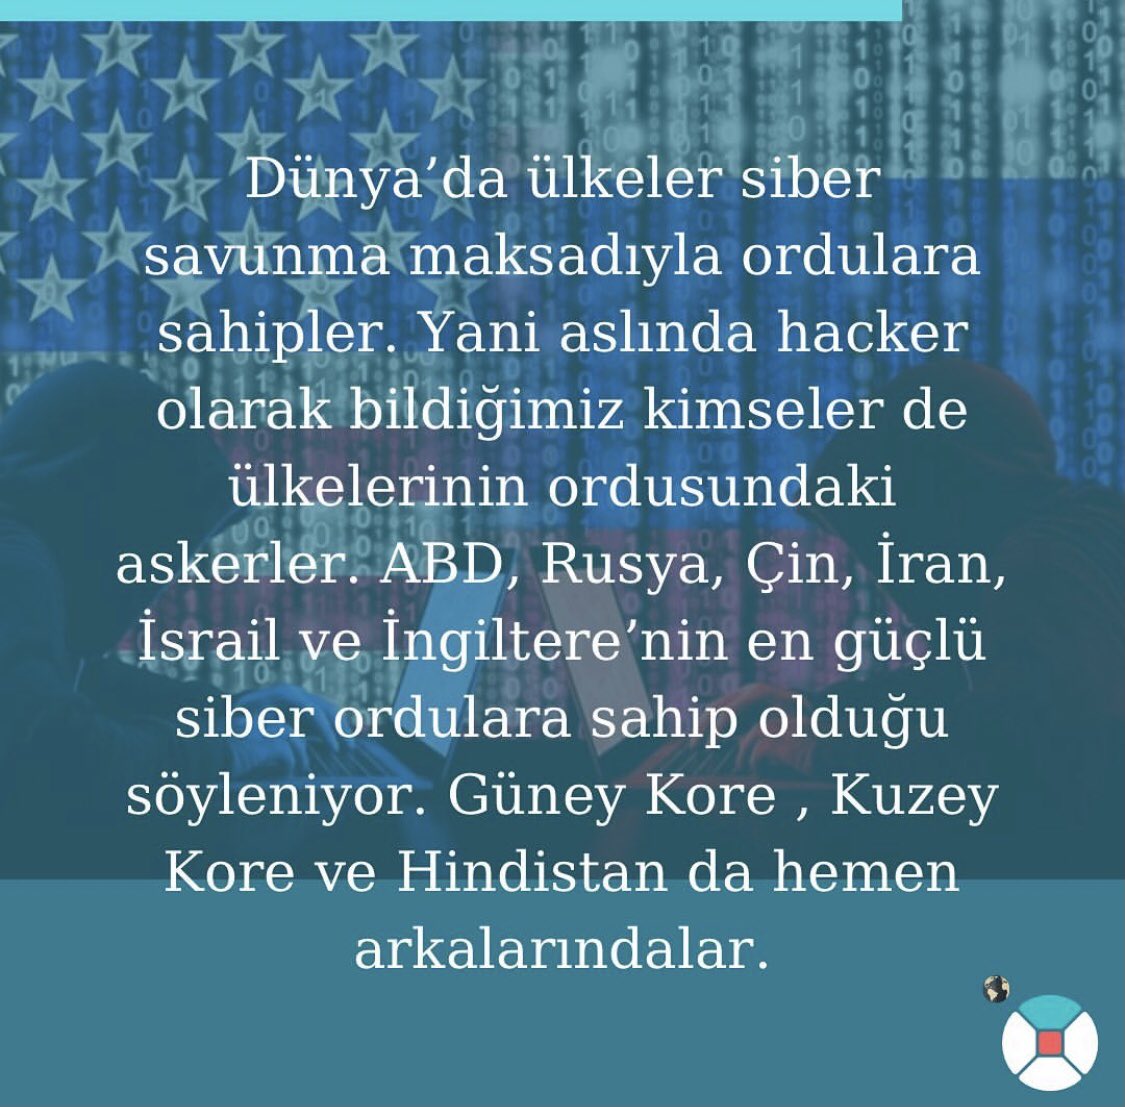 Dünya’da ülkeler siber
savunma maksadıyla ordulara
sahipler. Yani aslında hacker
olarak bildiğimiz kimseler de
ülkelerinin ordusundaki
askerler. ABD, Rusya, Çin, İran,
İsrail ve İngiltere’nin en güçlü
siber ordulara sahip olduğu
söyleniyor. Güney Kore , Kuzey
Kore ve Hindistan da hemen
arkalarındalar.